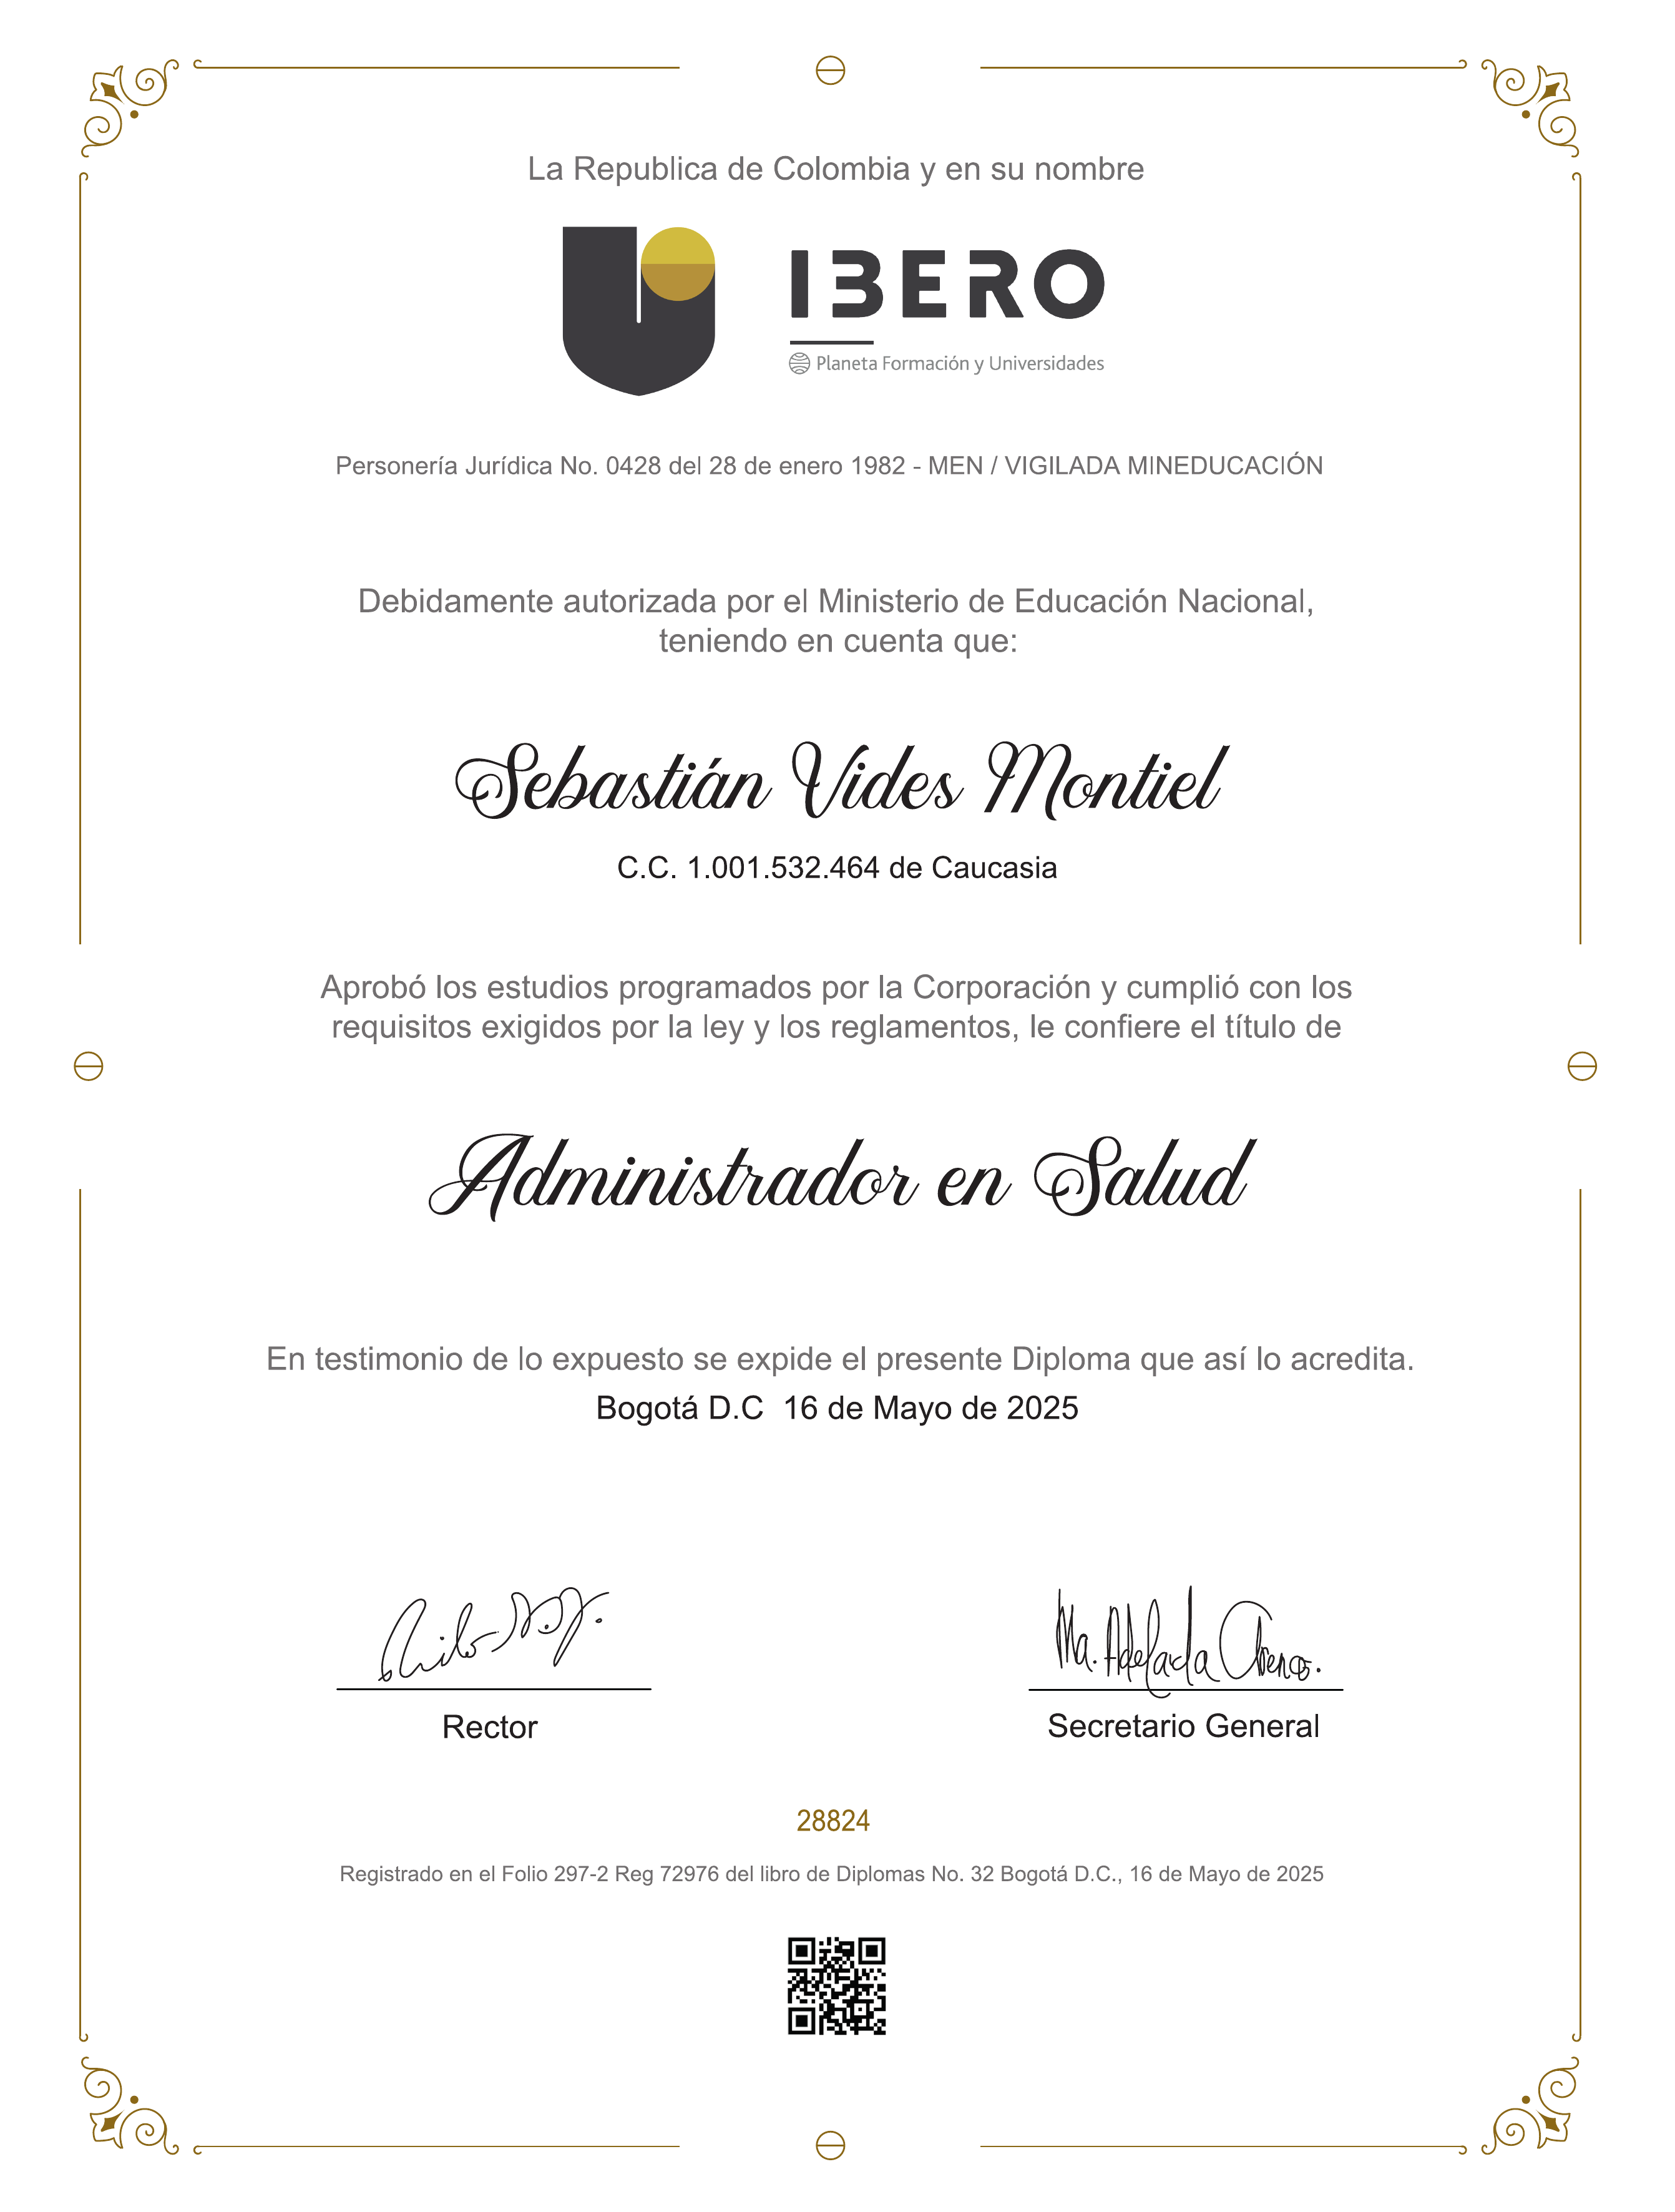 La Republica de Colombia y en su nombre
IBERO
Planeta Formación y Universidades
Personería Jurídica No. 0428 del 28 de enero 1982 - MEN / VIGILADA MINEDUCACIÓN
Debidamente autorizada por el Ministerio de Educación Nacional,
teniendo en cuenta que:
Sebastián Vides Montiel
C.C. 1.001.532.464 de Caucasia
Aprobó los estudios programados por la Corporación y cumplió con los
requisitos exigidos por la ley y los reglamentos, le confiere el título de
Administrador en Salud
En testimonio de lo expuesto se expide el presente Diploma que así lo acredita.
Bogotá D.C 16 de Mayo de 2025
Ma. Adelaida
Rector
Secretario General
28824
Registrado en el Folio 297-2 Reg 72976 del libro de Diplomas No. 32 Bogotá D.C., 16 de Mayo de 2025